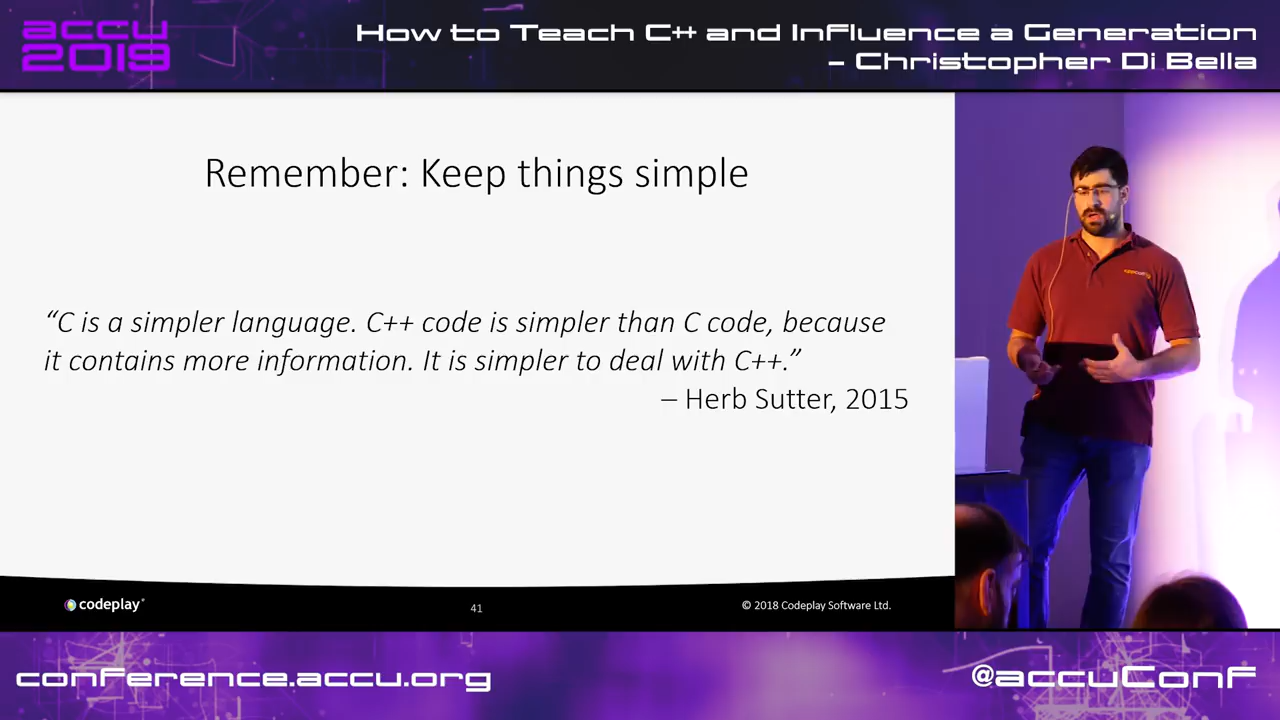 accu
2019
How to Teach C++ and Influence a Generation
– Christopher Di Bella
Remember: Keep things simple
“C is a simpler language. C++ code is simpler than C code, because
it contains more information. It is simpler to deal with C++.”
– Herb Sutter, 2015
codeplay®
41
© 2018 Codeplay Software Ltd.
conference.accu.org
@accuConf